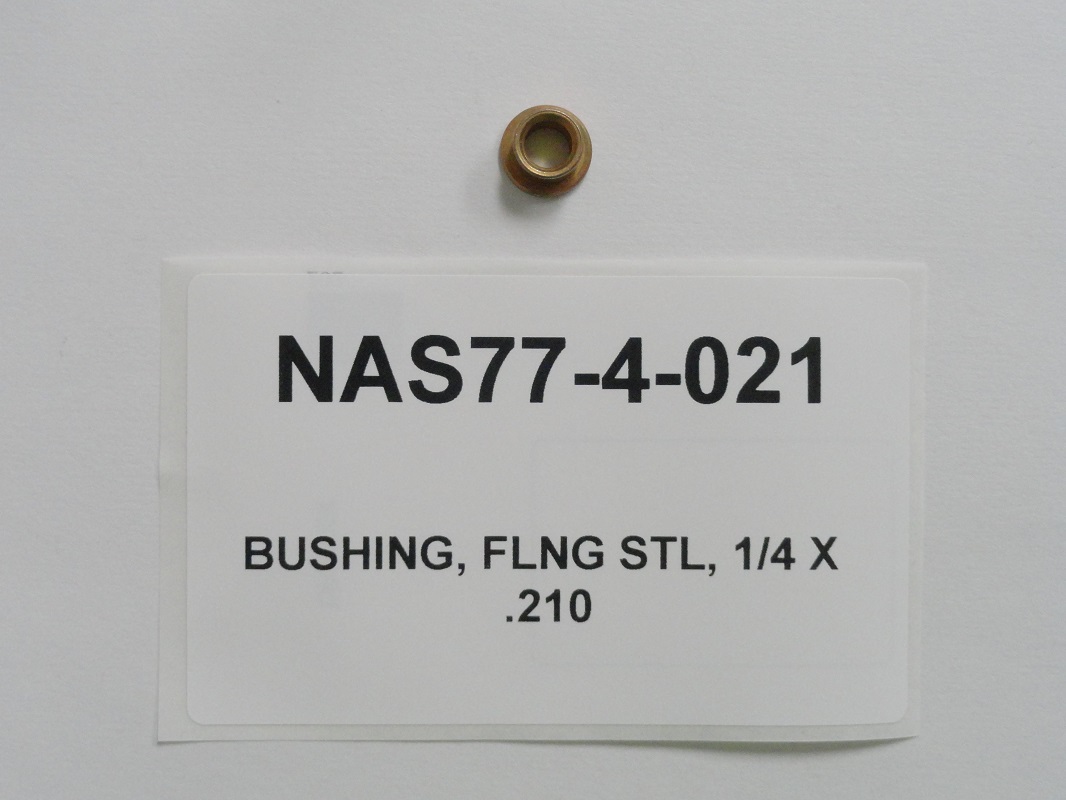 NAS77-4-021
BUSHING, FLNG STL, 1/4 X
.210